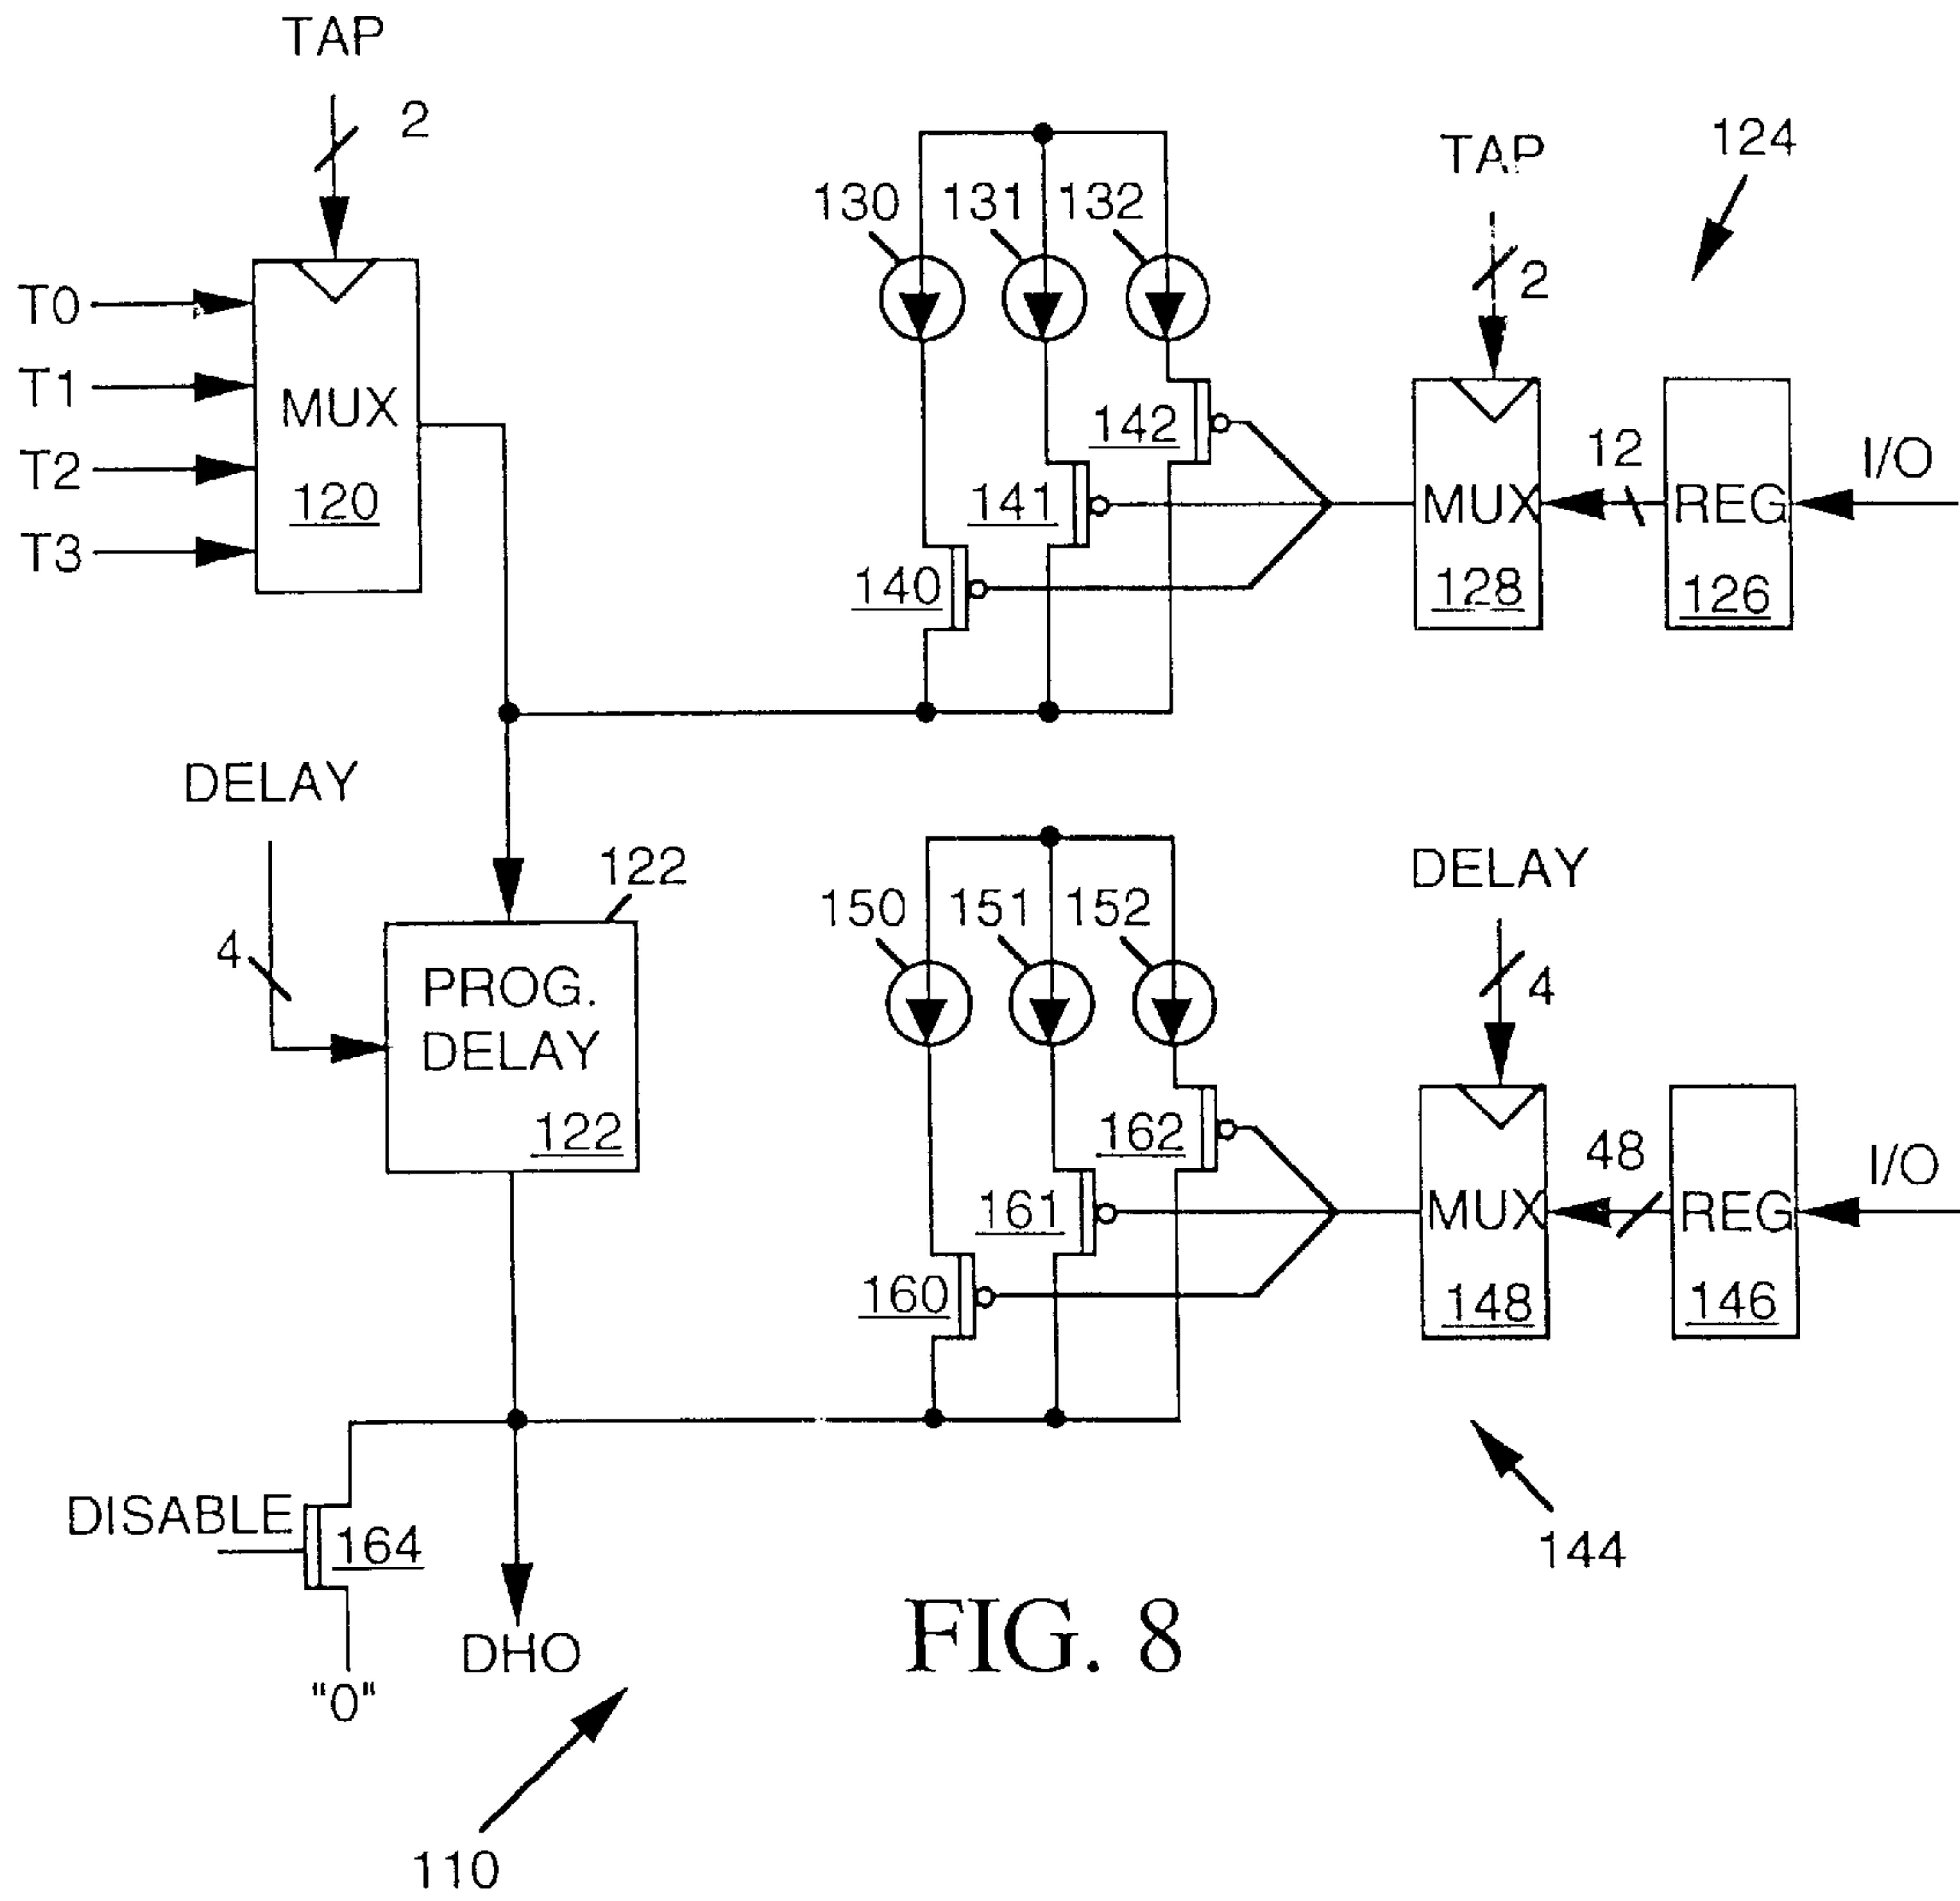 TAP
2
T0
T1
T2
T3
MUX
120
130
131
132
142
141
140
TAP
2
124
MUX
128
12
REG
126
I/O
DELAY
4
122
PROG.
DELAY
122
150
151
152
162
161
160
DELAY
4
MUX
148
48
REG
146
I/O
144
DISABLE
164
"0"
DHO
110
FIG. 8